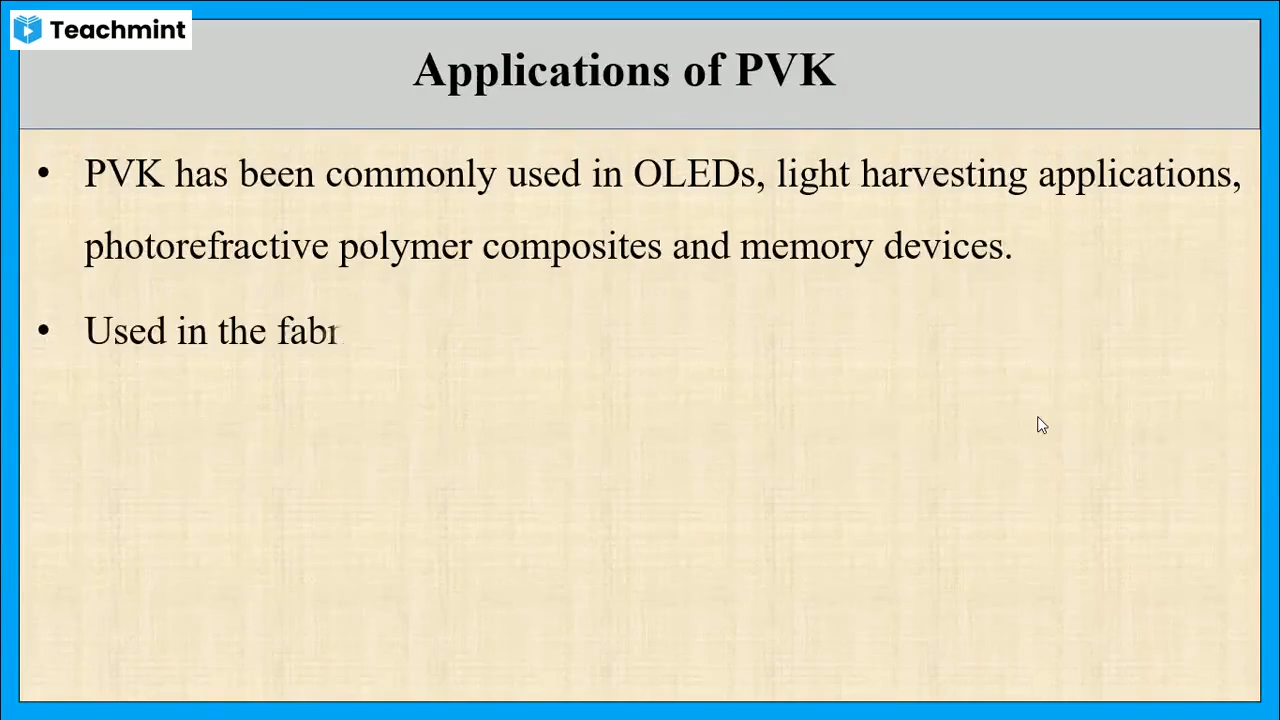 Teachmint
Applications of PVK
• PVK has been commonly used in OLEDs, light harvesting applications,
photorefractive polymer composites and memory devices.
• Used in the fabr